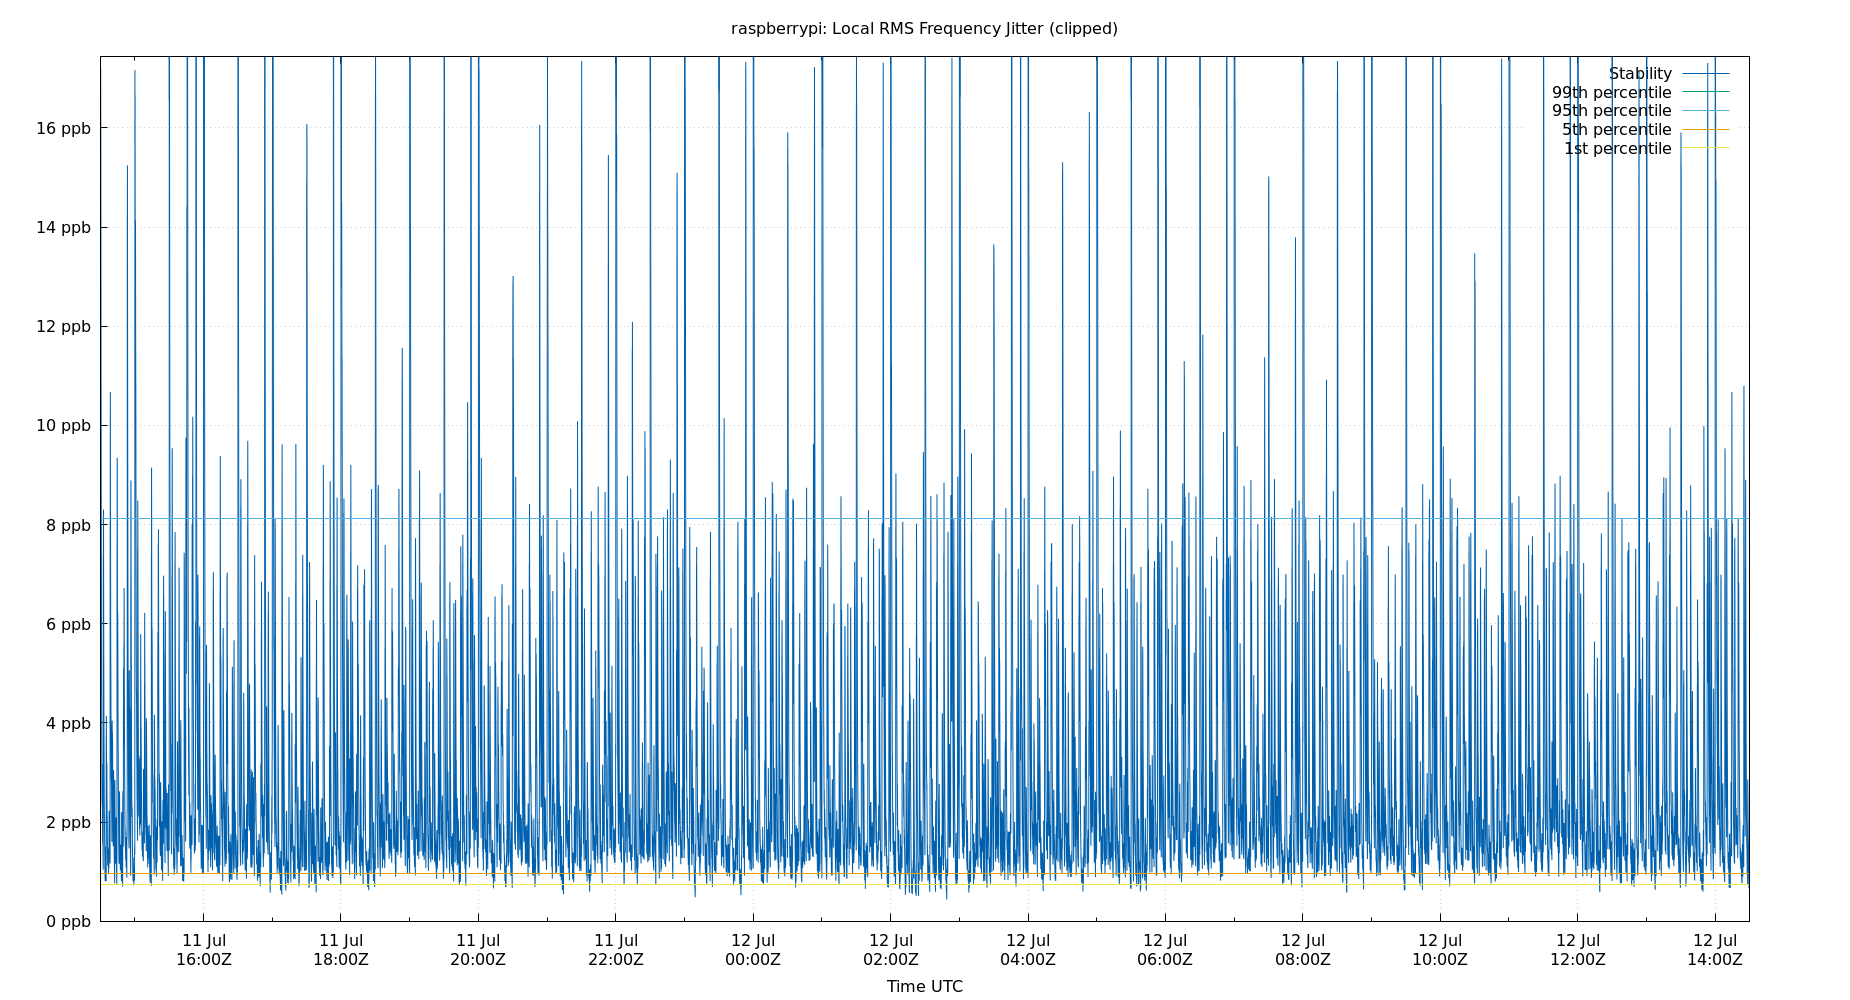 raspberrypi: Local RMS Frequency Jitter (clipped)
Stability
99th percentile
95th percentile
5th percentile
1st percentile
16 ppb
14 ppb
12 ppb
10 ppb
8 ppb
6 ppb
4 ppb
2 ppb
0 ppb
11 Jul 11 Jul 11 Jul 11 Jul 12 Jul 12 Jul 12 Jul 12 Jul 12 Jul 12 Jul 12 Jul 12 Jul
16:00Z 18:00Z 20:00Z 22:00Z 00:00Z 02:00Z 04:00Z 06:00Z 08:00Z 10:00Z 12:00Z 14:00Z
Time UTC